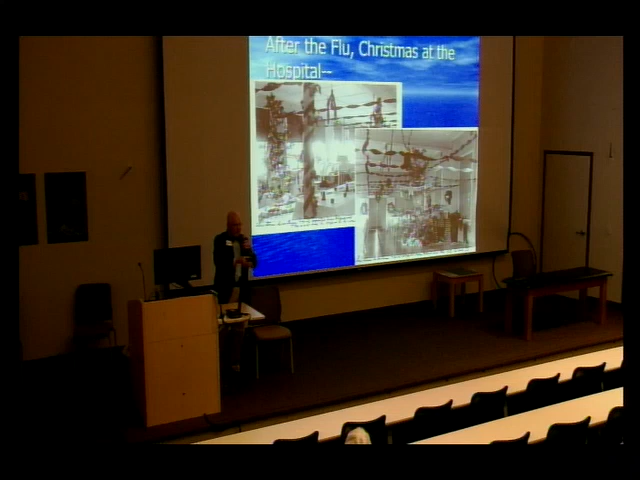 After the Flu, Christmas at the
Hospital--